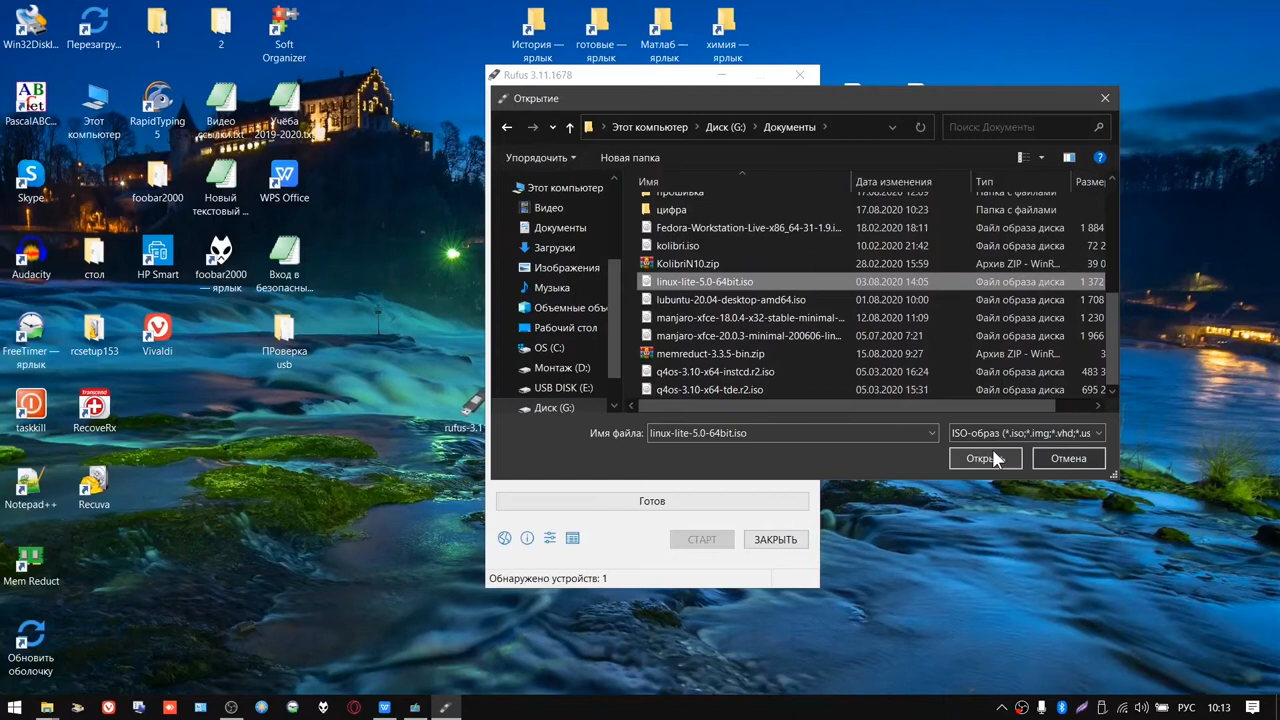 Win32DiskI...
Перезагру...
1
2
Soft
Organizer
История —
ярлык
готовые —
ярлык
Матлаб —
ярлык
химия —
ярлык
PascalABC...
Этот
компьютер
RapidTyping
5
Видео
ссылки.txt
Учёба
2019-2020.tx
Skype
foobar2000
Новый
текстовый ...
WPS Office
Audacity
стол
HP Smart
foobar2000
— ярлык
Вход в
безопасны...
FreeTimer —
ярлык
rcsetup153
Vivaldi
ПРоверка
usb
taskkill
RecoveRx
rufus-3.1
Notepad++
Recuva
Mem Reduct
Обновить
оболочку
Rufus 3.11.1678
Открытие
Этот компьютер
Диск (G:)
Документы
Поиск: Документы
Упорядочить
Новая папка
Имя
Дата изменения
Тип
Размер
Этот компьютер
Видео
Документы
Загрузки
Изображения
Музыка
Объемные объ
Рабочий стол
OS (C:)
Монтаж (D:)
USB DISK (E:)
Диск (G:)
прошивка 12.08.2020 12:09 Папка с файлами
цифра 17.08.2020 10:23 Папка с файлами
Fedora-Workstation-Live-x86_64-31-1.9.i... 18.02.2020 18:11 Файл образа диска 1 884
kolibri.iso 10.02.2020 21:42 Файл образа диска 72 2
KolibriN10.zip 28.02.2020 15:59 Архив ZIP - WinR... 39 0
linux-lite-5.0-64bit.iso 03.08.2020 14:05 Файл образа диска 1 372
lubuntu-20.04-desktop-amd64.iso 01.08.2020 10:00 Файл образа диска 1 708
manjaro-xfce-18.0.4-x32-stable-minimal-... 12.08.2020 11:09 Файл образа диска 1 230
manjaro-xfce-20.0.3-minimal-200606-lin... 05.07.2020 7:21 Файл образа диска 1 966
memreduct-3.3.5-bin.zip 15.08.2020 9:27 Архив ZIP - WinR... 3
q4os-3.10-x64-instcd.r2.iso 05.03.2020 16:24 Файл образа диска 483 3
q4os-3.10-x64-tde.r2.iso 05.03.2020 15:31 Файл образа диска 695 2
Имя файла:
linux-lite-5.0-64bit.iso
ISO-образ (*.iso;*.img;*.vhd;*.us
Открыть
Отмена
Готов
СТАРТ
ЗАКРЫТЬ
Обнаружено устройств: 1
РУС
10:13